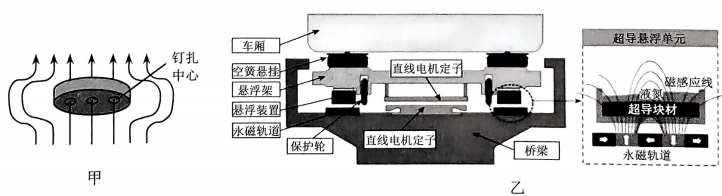 钉扎
中心
甲
车厢
空簧悬挂
悬浮架
悬浮装置
永磁轨道
保护轮
直线电机定子
直线电机定子
桥梁
乙
超导悬浮单元
磁感应线
液氮
超导块材
永磁轨道